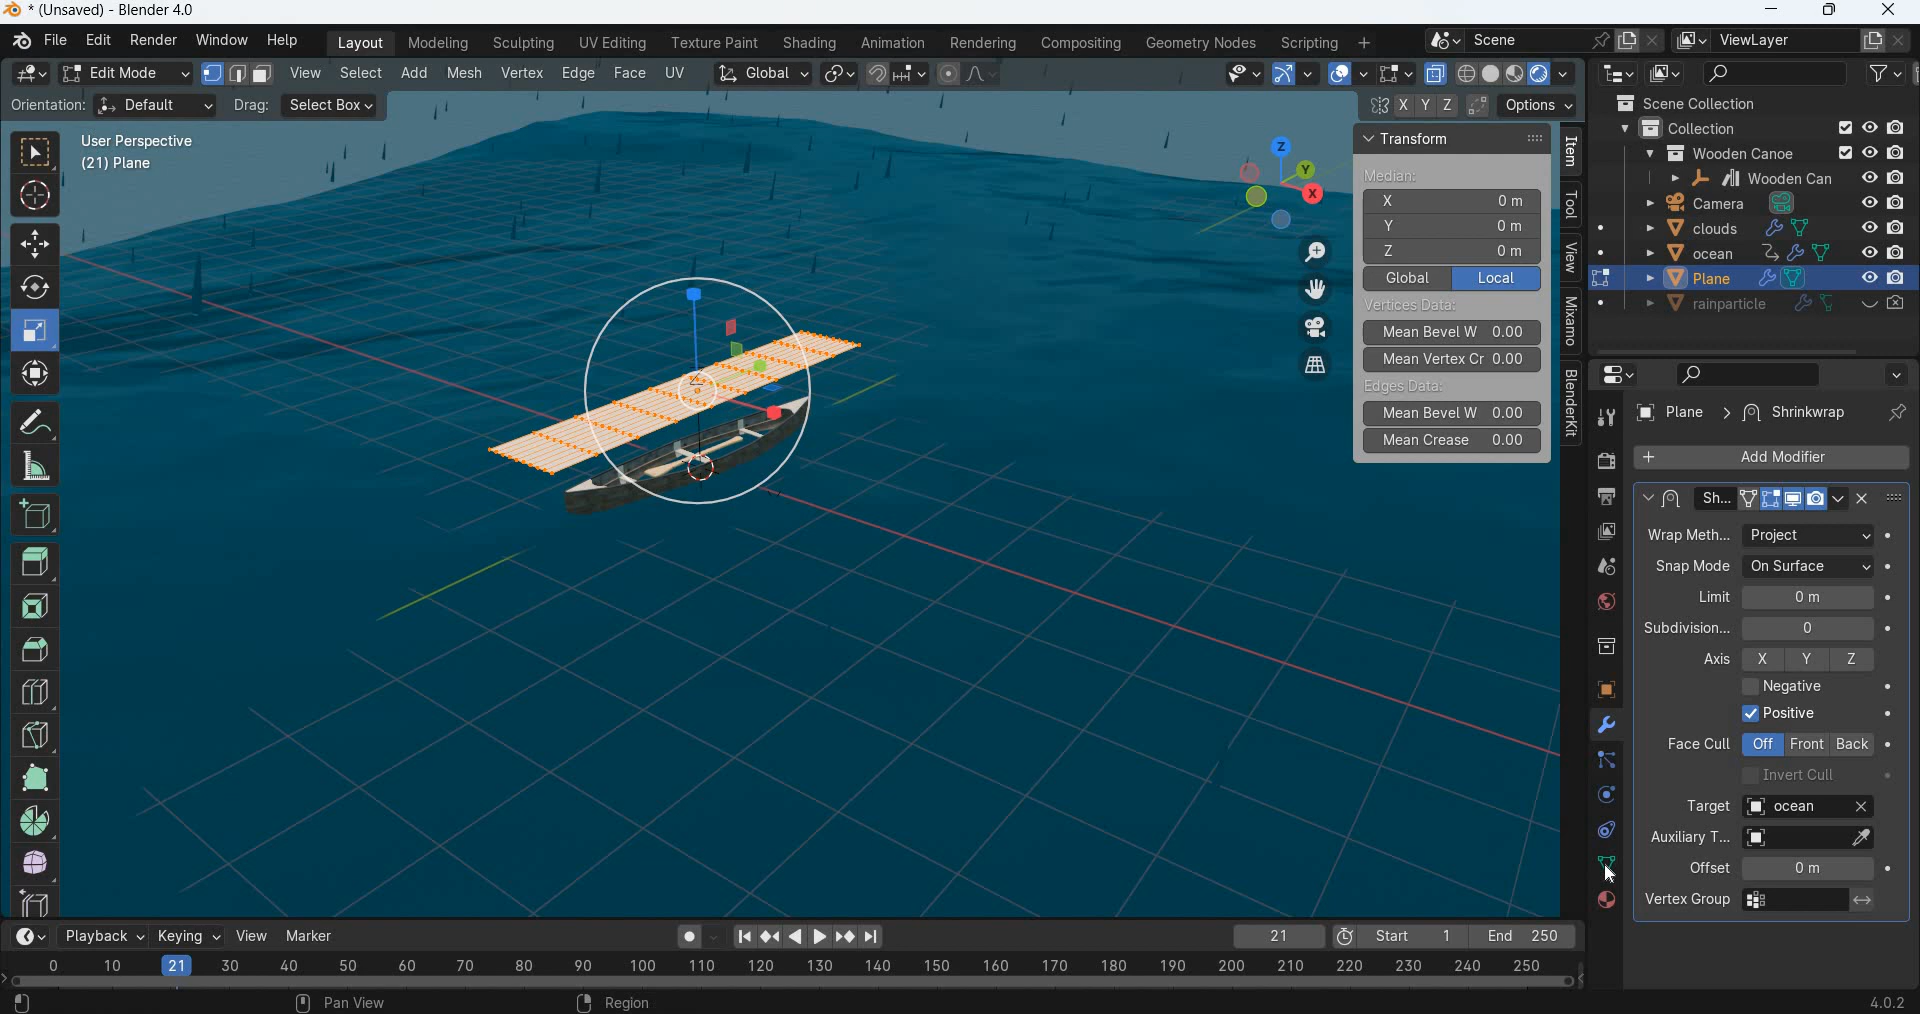 * (Unsaved) - Blender 4.0
File Edit Render Window Help Layout Modeling Sculpting UV Editing Texture Paint Shading Animation Rendering Compositing Geometry Nodes Scripting + Scene ViewLayer
Edit Mode View Select Add Mesh Vertex Edge Face UV Global
Orientation: Default Drag: Select Box X Y Z Options
User Perspective
(21) Plane
Z
Y
X
Transform
Median:
X 0 m
Y 0 m
Z 0 m
Global Local
Vertices Data:
Mean Bevel W 0.00
Mean Vertex Cr 0.00
Edges Data:
Mean Bevel W 0.00
Mean Crease 0.00
Item
Tool
View
Mixamo
BlenderKit
Scene Collection
Collection
Wooden Canoe
Wooden Can
Camera
clouds
ocean
Plane
rainparticle
Plane > Shrinkwrap
+ Add Modifier
Sh...
Wrap Meth... Project
Snap Mode On Surface
Limit 0 m
Subdivision... 0
Axis X Y Z
Negative
Positive
Face Cull Off Front Back
Invert Cull
Target ocean
Auxiliary T...
Offset 0 m
Vertex Group
Playback Keying View Marker 21 Start 1 End 250
0 10 21 30 40 50 60 70 80 90 100 110 120 130 140 150 160 170 180 190 200 210 220 230 240 250
Pan View Region 4.0.2